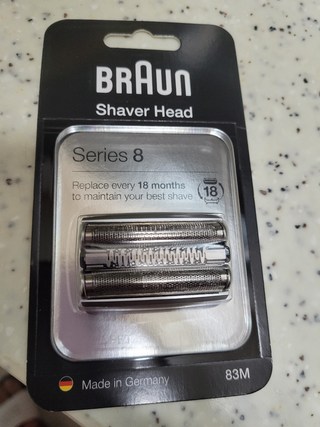 BRAUN
Shaver Head
Series 8
Replace every 18 months
to maintain your best shave
18
Made in Germany
83M